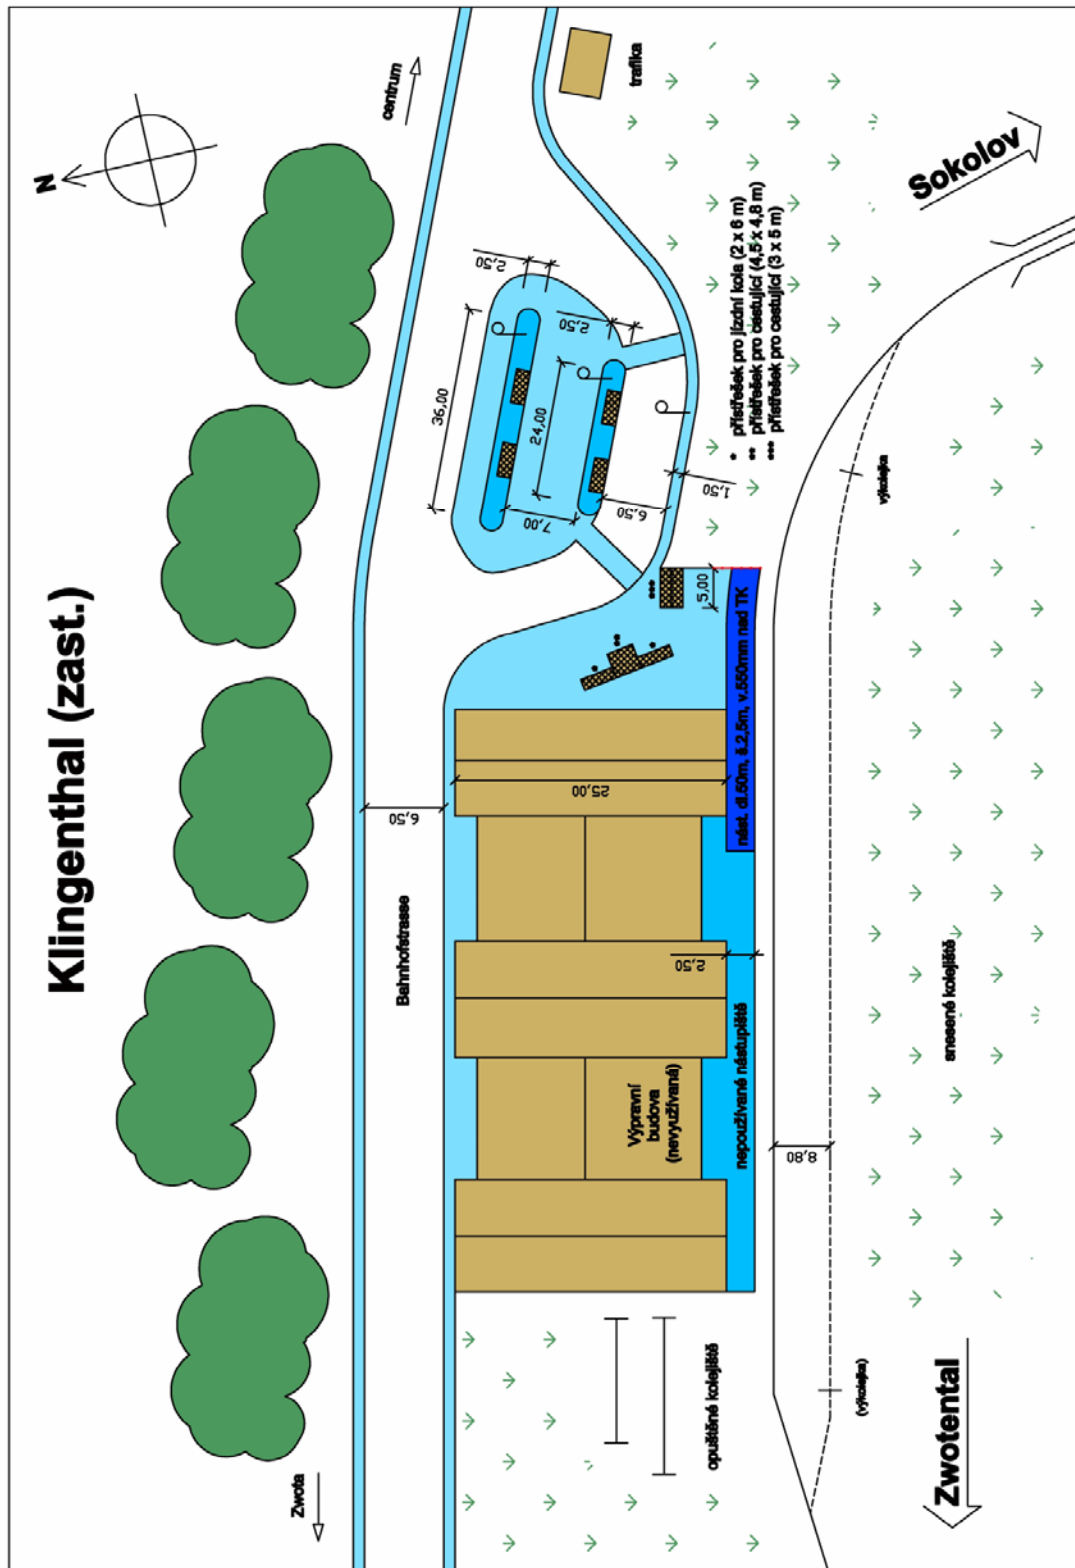 Klingenthal (zast.)
N
centrum
trafika
Sokolov
* přístřešek pro jízdní kola (2 x 6 m)
** přístřešek pro cestující (4,5 x 4,8 m)
*** přístřešek pro cestující (3 x 5 m)
2,50
36,00
2,50
24,00
7,00
6,50
1,50
***
5,00
**
*
*
výkolejka
nást. dl.50m, š.2,5m, v.550mm nad TK
25,00
6,50
Bahnhofstrasse
2,50
nepoužívané nástupiště
Výpravní
budova
(nevyužívaná)
snesené kolejiště
8,80
opuštěné kolejiště
(výkolejka)
Zwota
Zwotental